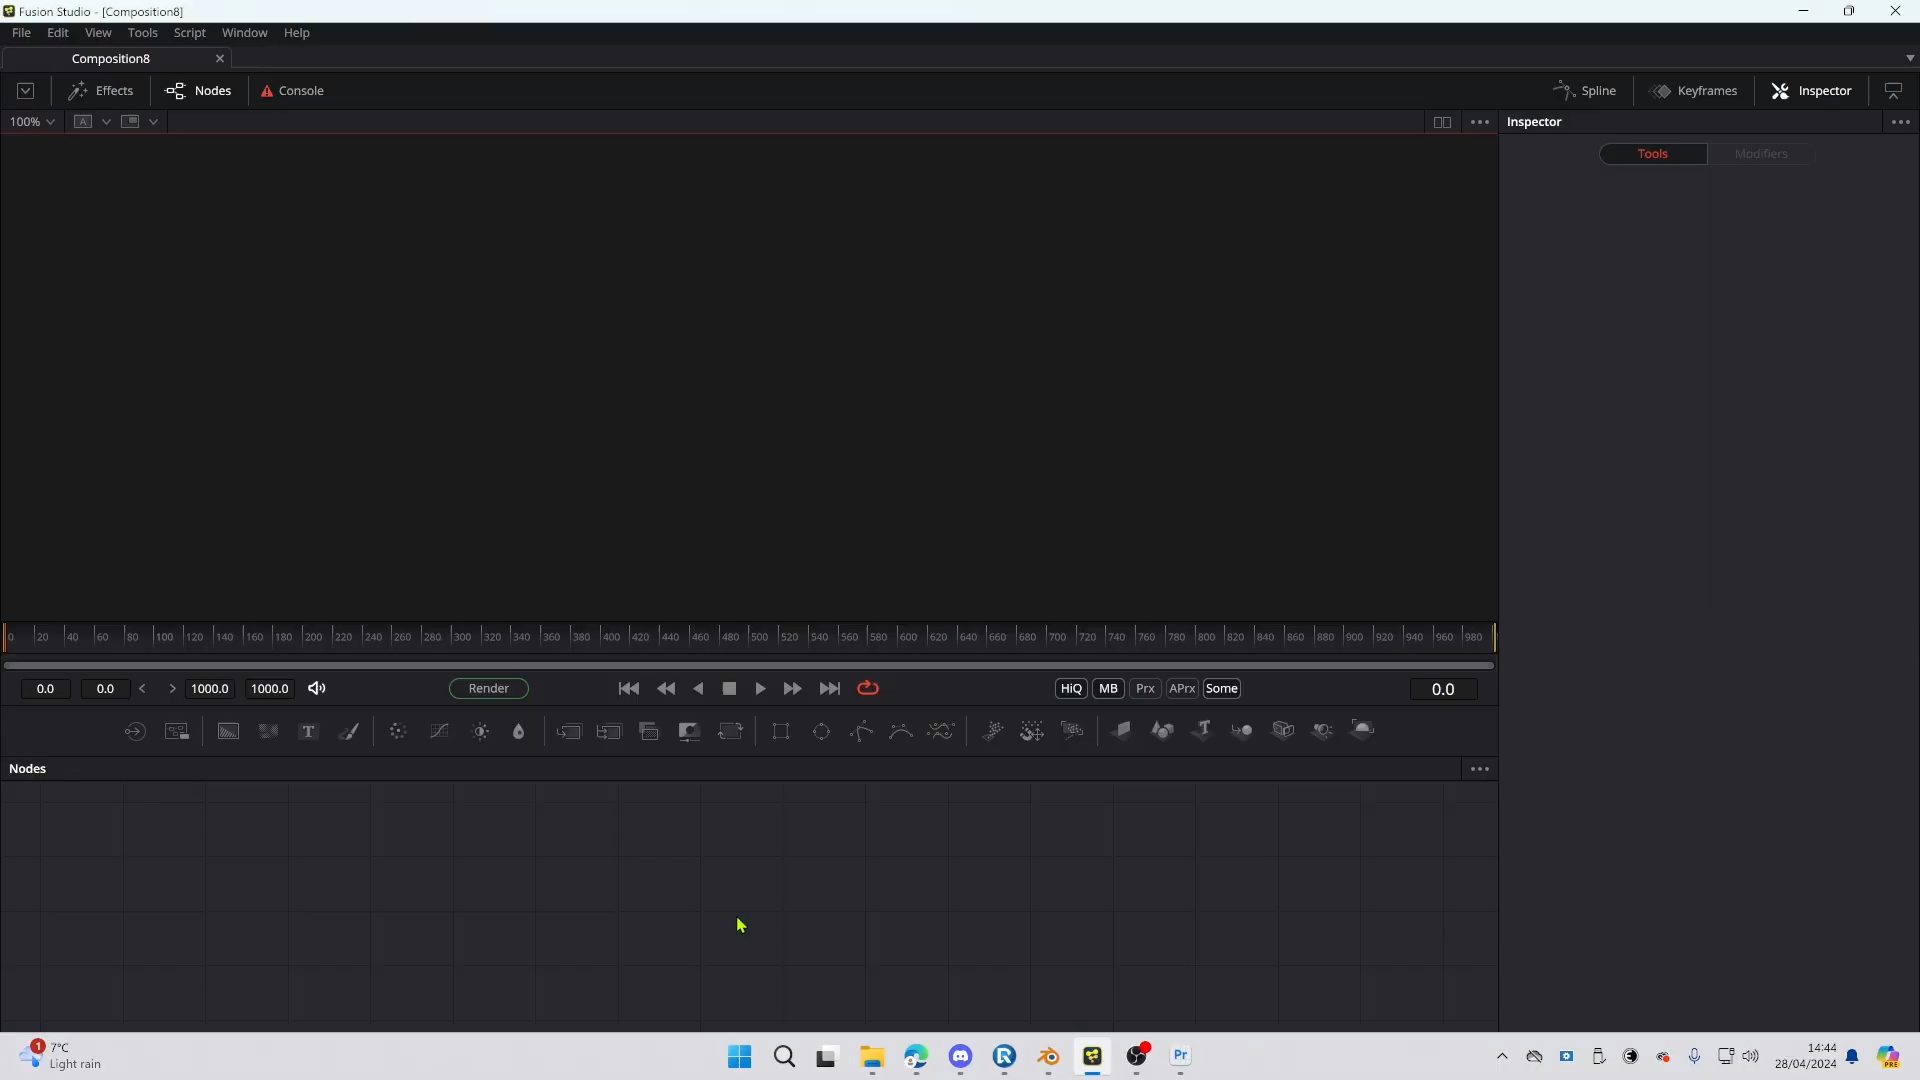 Fusion Studio - [Composition8]
File Edit View Tools Script Window Help
Composition8
Effects Nodes Console Spline Keyframes Inspector
100% A Inspector
Tools Modifiers
0 20 40 60 80 100 120 140 160 180 200 220 240 260 280 300 320 340 360 380 400 420 440 460 480 500 520 540 560 580 600 620 640 660 680 700 720 740 760 780 800 820 840 860 880 900 920 940 960 980
0.0 0.0 < > 1000.0 1000.0 Render HiQ MB Prx APrx Some 0.0
T T
Nodes
1 7°C
Light rain
Pr
14:44
28/04/2024
PRE